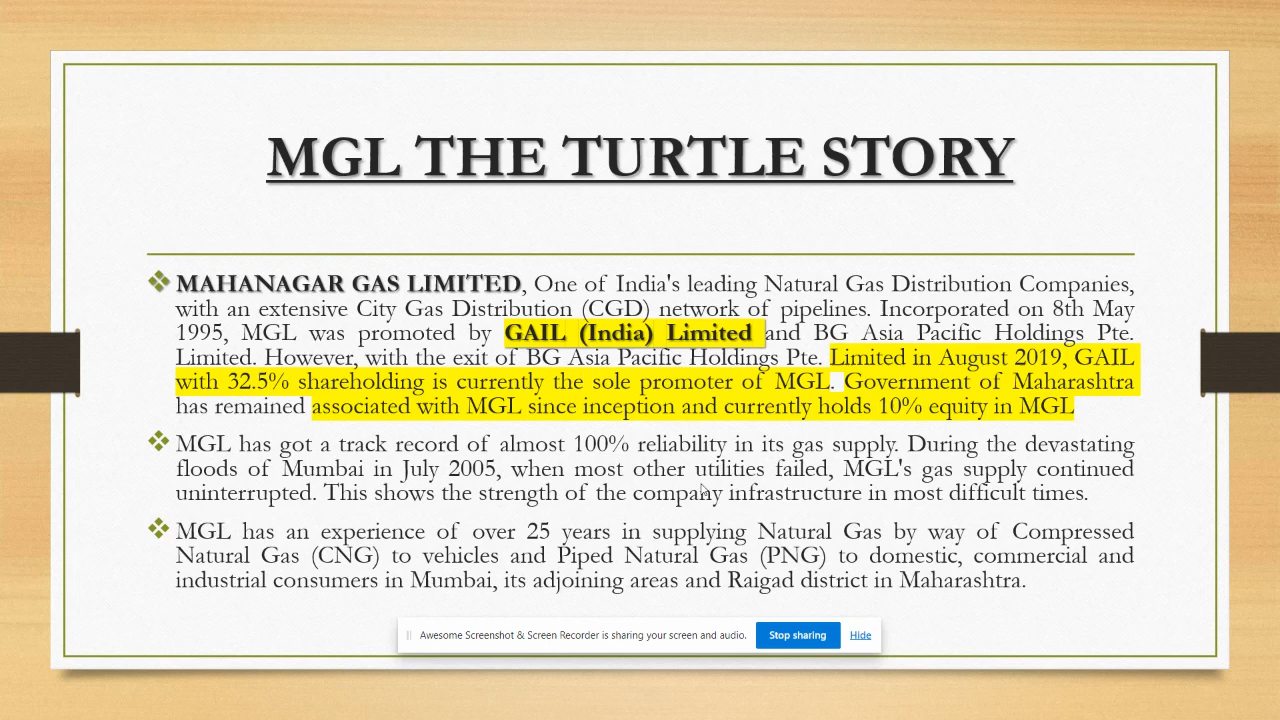 MGL THE TURTLE STORY
MAHANAGAR GAS LIMITED, One of India's leading Natural Gas Distribution Companies,
with an extensive City Gas Distribution (CGD) network of pipelines. Incorporated on 8th May
1995, MGL was promoted by GAIL (India) Limited and BG Asia Pacific Holdings Pte.
Limited. However, with the exit of BG Asia Pacific Holdings Pte. Limited in August 2019, GAIL
with 32.5% shareholding is currently the sole promoter of MGL. Government of Maharashtra
has remained associated with MGL since inception and currently holds 10% equity in MGL
MGL has got a track record of almost 100% reliability in its gas supply. During the devastating
floods of Mumbai in July 2005, when most other utilities failed, MGL's gas supply continued
uninterrupted. This shows the strength of the company infrastructure in most difficult times.
MGL has an experience of over 25 years in supplying Natural Gas by way of Compressed
Natural Gas (CNG) to vehicles and Piped Natural Gas (PNG) to domestic, commercial and
industrial consumers in Mumbai, its adjoining areas and Raigad district in Maharashtra.
Awesome Screenshot & Screen Recorder is sharing your screen and audio. Stop sharing Hide